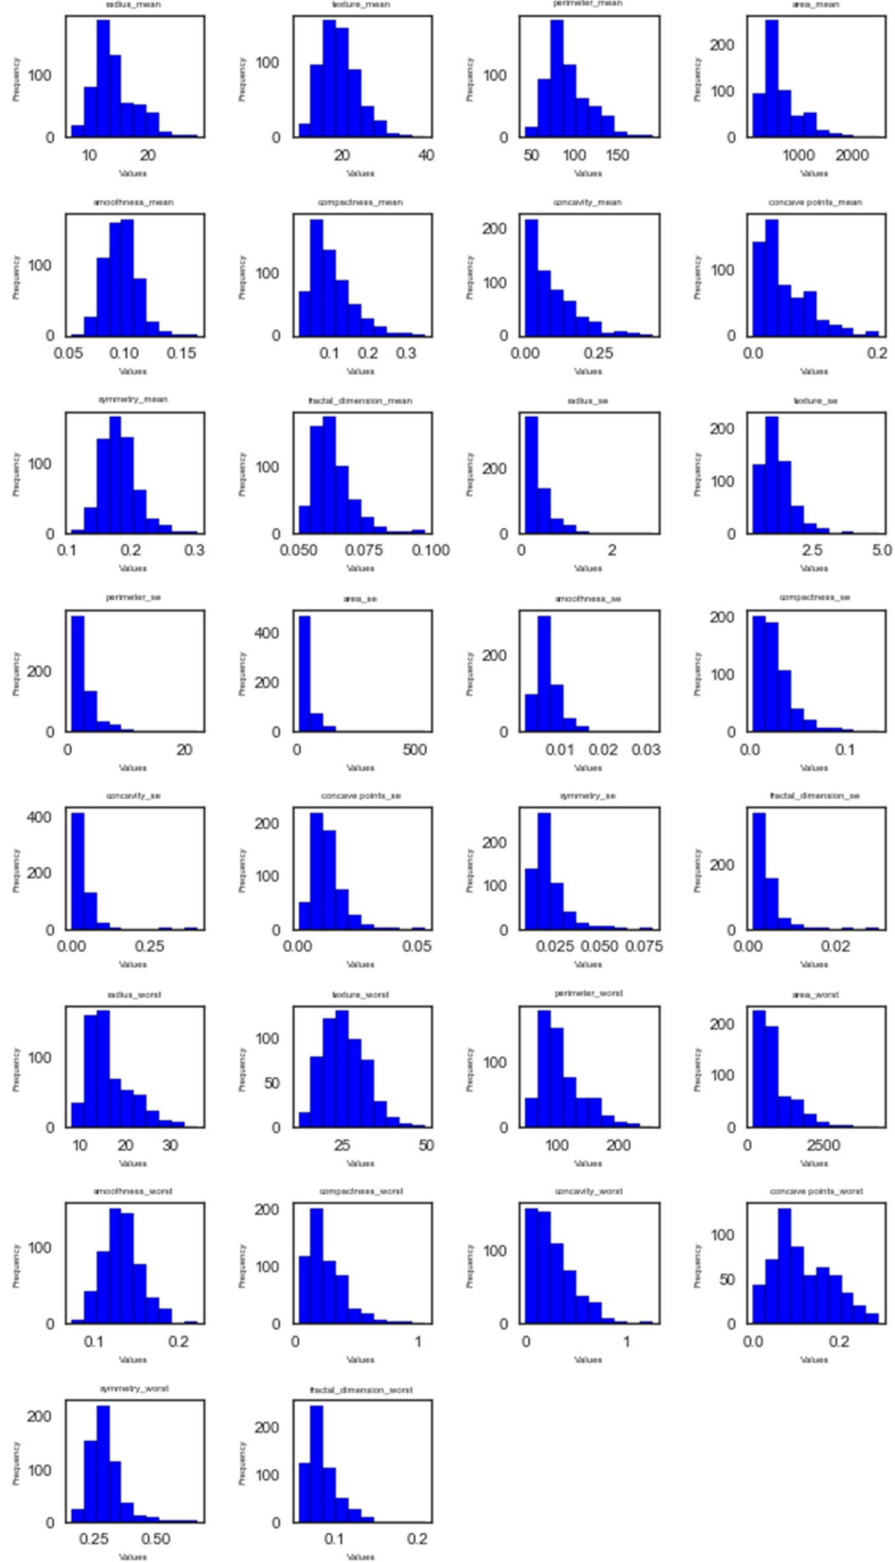 radius_mean texture_mean perimeter_mean area_mean
Frequency 100 0 Frequency 100 0 Frequency 100 0 Frequency 200 100 0
10 20 20 40 50 100 150 1000 2000
Values Values Values Values
smoothness_mean compactness_mean concavity_mean concave points_mean
Frequency 100 0 Frequency 100 0 Frequency 200 100 0 Frequency 100 0
0.05 0.10 0.15 0.1 0.2 0.3 0.00 0.25 0.0 0.2
Values Values Values Values
symmetry_mean fractal_dimension_mean radius_se texture_se
Frequency 100 0 Frequency 100 0 Frequency 200 0 Frequency 200 100 0
0.1 0.2 0.3 0.050 0.075 0.100 0 2 2.5 5.0
Values Values Values Values
perimeter_se area_se smoothness_se compactness_se
Frequency 200 0 Frequency 400 200 0 Frequency 200 0 Frequency 200 100 0
0 20 0 500 0.01 0.02 0.03 0.0 0.1
Values Values Values Values
concavity_se concave points_se symmetry_se fractal_dimension_se
Frequency 400 200 0 Frequency 200 100 0 Frequency 200 100 0 Frequency 200 0
0.00 0.25 0.00 0.05 0.025 0.050 0.075 0.00 0.02
Values Values Values Values
radius_worst texture_worst perimeter_worst area_worst
Frequency 100 0 Frequency 100 50 0 Frequency 100 0 Frequency 200 100 0
10 20 30 25 50 100 200 0 2500
Values Values Values Values
smoothness_worst compactness_worst concavity_worst concave points_worst
Frequency 100 0 Frequency 200 100 0 Frequency 100 0 Frequency 100 50 0
0.1 0.2 0 1 0 1 0.0 0.2
Values Values Values Values
symmetry_worst fractal_dimension_worst
Frequency 200 100 0 Frequency 200 100 0
0.25 0.50 0.1 0.2
Values Values